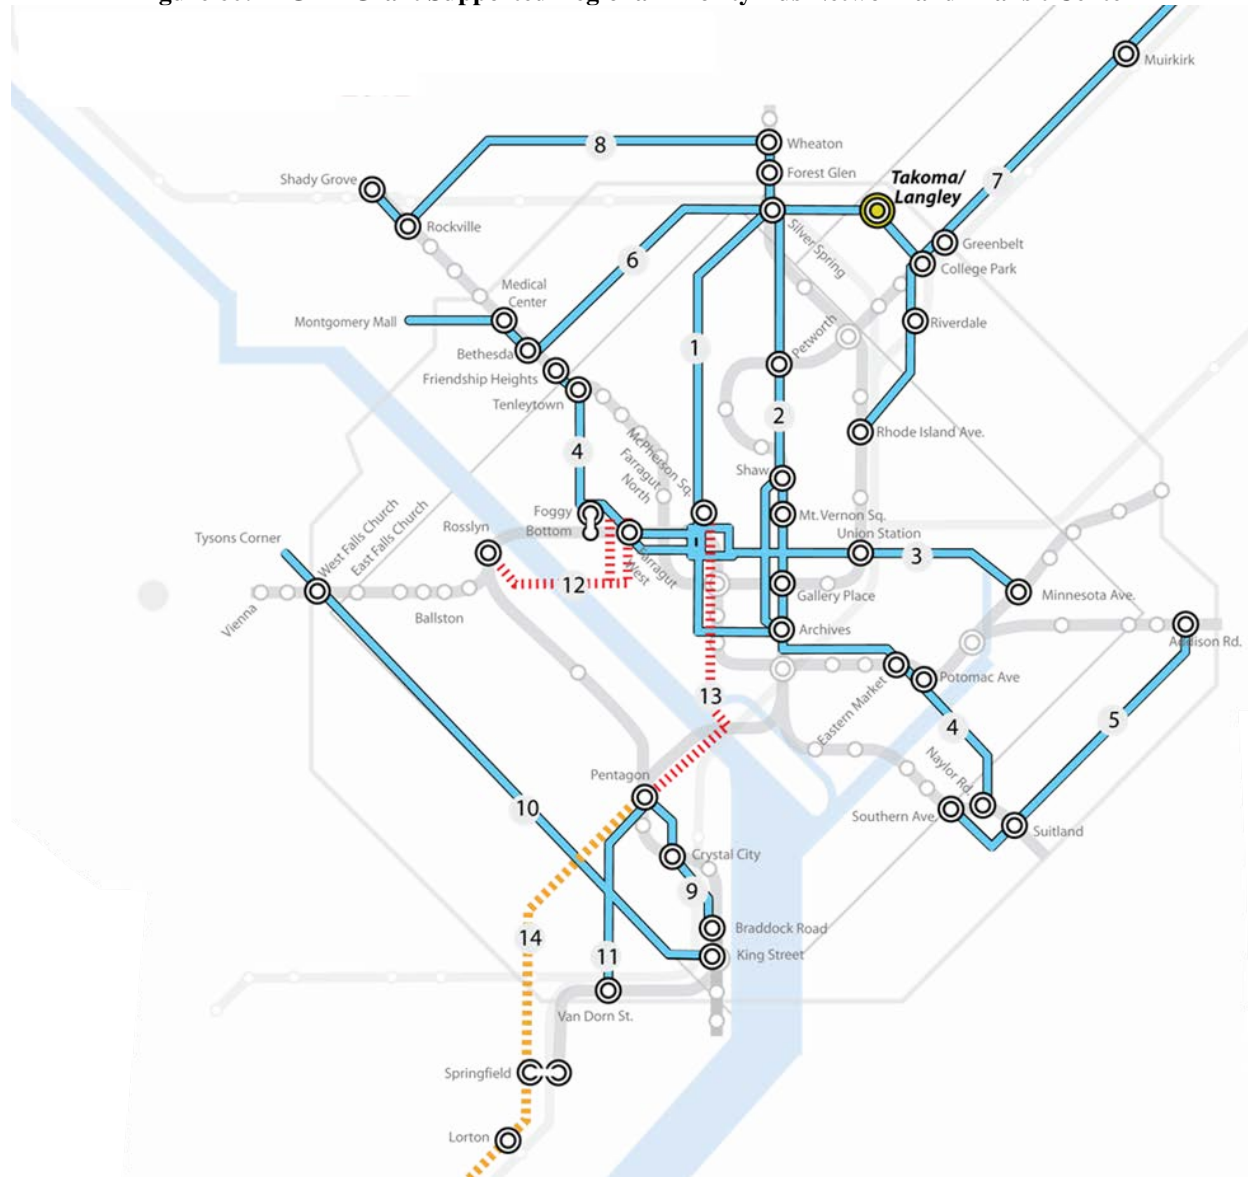 Muirkirk
8
Wheaton
Forest Glen
Takoma/
Langley
7
Shady Grove
Rockville
Silver Spring
Greenbelt
College Park
6
Medical
Center
Montgomery Mall
Riverdale
Petworth
1
Bethesda
Friendship Heights
Tenleytown
2
Rhode Island Ave.
4
McPherson Sq.
Farragut
North
Shaw
Foggy
Bottom
Mt. Vernon Sq.
Rosslyn
Union Station
West Falls Church
East Falls Church
Tysons Corner
3
Farragut
West
12
Gallery Place
Minnesota Ave.
Vienna
Ballston
Archives
Addison Rd.
Potomac Ave
13
Eastern Market
4
5
Naylor Rd.
Pentagon
10
Southern Ave.
Suitland
Crystal City
9
Braddock Road
14
11
King Street
Van Dorn St.
Springfield
Lorton